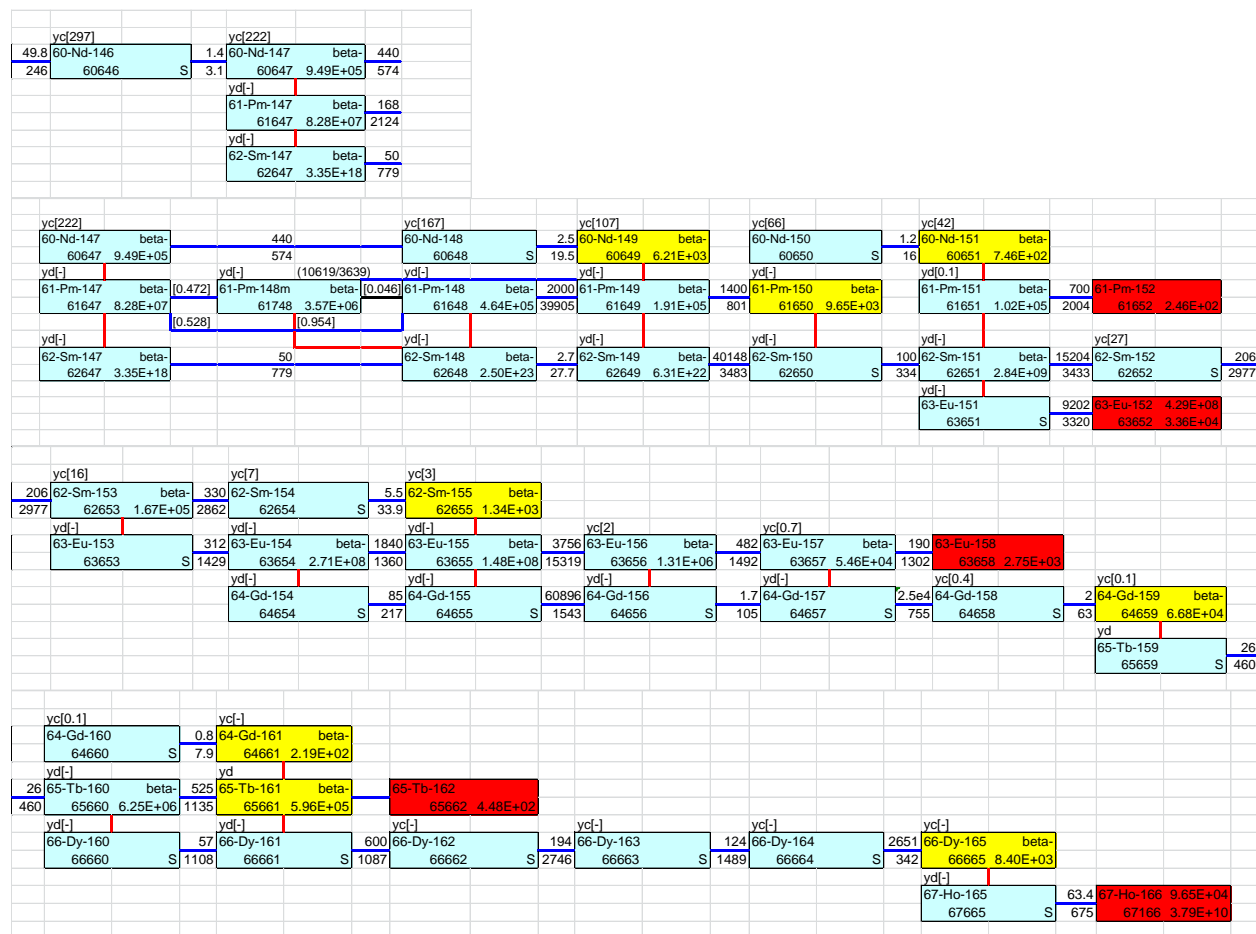 yc[297] yc[222]
49.8 60-Nd-146 1.4 60-Nd-147 beta- 440
246 60646 S 3.1 60647 9.49E+05 574
yd[-]
61-Pm-147 beta- 168
61647 8.28E+07 2124
yd[-]
62-Sm-147 beta- 50
62647 3.35E+18 779
yc[222] yc[167] yc[107] yc[66] yc[42]
60-Nd-147 beta- 440 60-Nd-148 2.5 60-Nd-149 beta- 60-Nd-150 1.2 60-Nd-151 beta-
60647 9.49E+05 574 60648 S 19.5 60649 6.21E+03 60650 S 16 60651 7.46E+02
yd[-] yd[-] (10619/3639) yd[-] yd[-] yd[-] yd[0.1]
61-Pm-147 beta- [0.472] 61-Pm-148m beta- [0.046] 61-Pm-148 beta- 2000 61-Pm-149 beta- 1400 61-Pm-150 beta- 61-Pm-151 beta- 700 61-Pm-152
61647 8.28E+07 61748 3.57E+06 61648 4.64E+05 39905 61649 1.91E+05 801 61650 9.65E+03 61651 1.02E+05 2004 61652 2.46E+02
[0.528] [0.954]
yd[-] yd[-] yd[-] yd[-] yd[-] yc[27]
62-Sm-147 beta- 50 62-Sm-148 beta- 2.7 62-Sm-149 beta- 40148 62-Sm-150 100 62-Sm-151 beta- 15204 62-Sm-152 206
62647 3.35E+18 779 62648 2.50E+23 27.7 62649 6.31E+22 3483 62650 S 334 62651 2.84E+09 3433 62652 S 2977
yd[-]
63-Eu-151 9202 63-Eu-152 4.29E+08
63651 S 3320 63652 3.36E+04
yc[16] yc[7] yc[3]
206 62-Sm-153 beta- 330 62-Sm-154 5.5 62-Sm-155 beta-
2977 62653 1.67E+05 2862 62654 S 33.9 62655 1.34E+03
yd[-] yd[-] yc[2] yc[0.7]
63-Eu-153 312 63-Eu-154 beta- 1840 63-Eu-155 beta- 3756 63-Eu-156 beta- 482 63-Eu-157 beta- 190 63-Eu-158
63653 S 1429 63654 2.71E+08 1360 63655 1.48E+08 15319 63656 1.31E+06 1492 63657 5.46E+04 1302 63658 2.75E+03
yd[-] yd[-] yd[-] yd[-] yc[0.4] yc[0.1]
64-Gd-154 85 64-Gd-155 60896 64-Gd-156 1.7 64-Gd-157 2.5e4 64-Gd-158 2 64-Gd-159 beta-
64654 S 217 64655 S 1543 64656 S 105 64657 S 755 64658 S 63 64659 6.68E+04
yd
65-Tb-159 26
65659 S 460
yc[0.1] yc[-]
64-Gd-160 0.8 64-Gd-161 beta-
64660 S 7.9 64661 2.19E+02
yd[-] yd
26 65-Tb-160 beta- 525 65-Tb-161 beta- 65-Tb-162
460 65660 6.25E+06 1135 65661 5.96E+05 65662 4.48E+02
yd[-] yd[-] yc[-] yc[-] yc[-] yc[-]
66-Dy-160 57 66-Dy-161 600 66-Dy-162 194 66-Dy-163 124 66-Dy-164 2651 66-Dy-165 beta-
66660 S 1108 66661 S 1087 66662 S 2746 66663 S 1489 66664 S 342 66665 8.40E+03
yd[-]
67-Ho-165 63.4 67-Ho-166 9.65E+04
67665 S 675 67166 3.79E+10